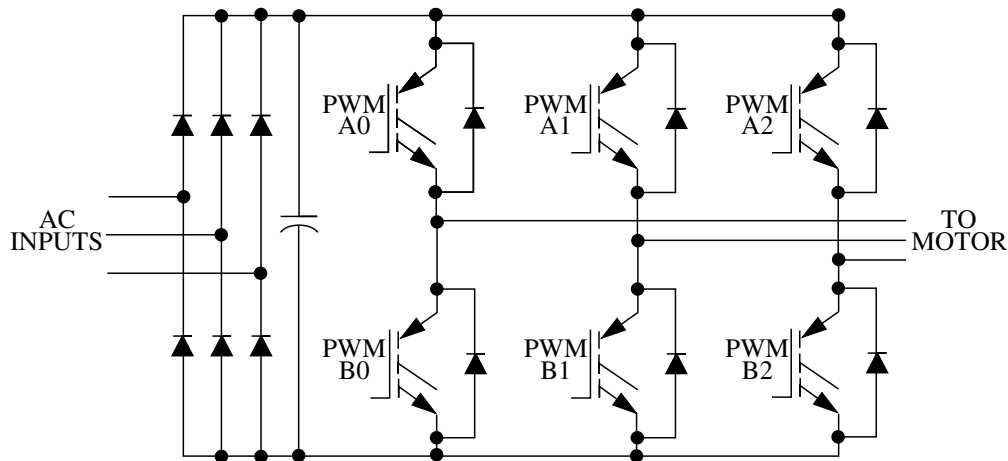 PWM
A0
PWM
A1
PWM
A2
AC
INPUTS
TO
MOTOR
PWM
B0
PWM
B1
PWM
B2